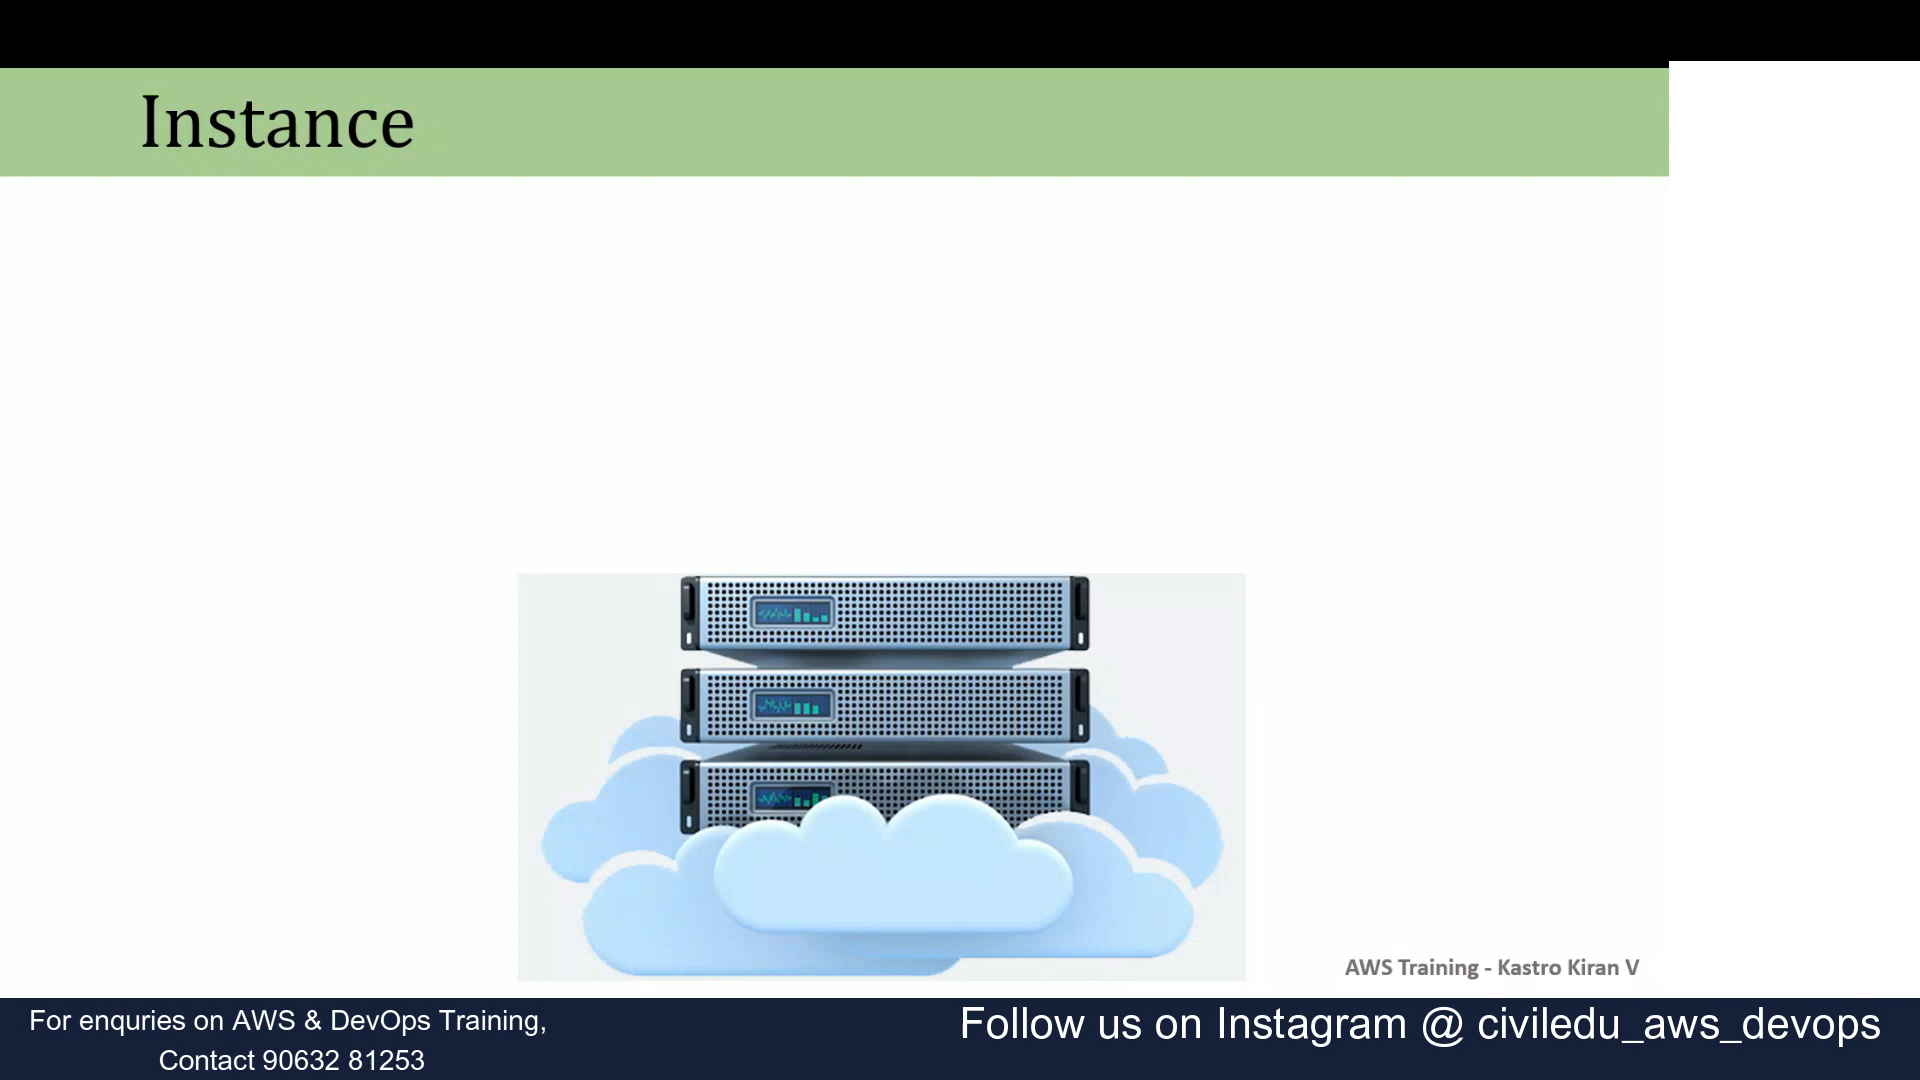 Instance
AWS Training - Kastro Kiran V
For enquries on AWS & DevOps Training,
Contact 90632 81253
Follow us on Instagram @ civiledu_aws_devops